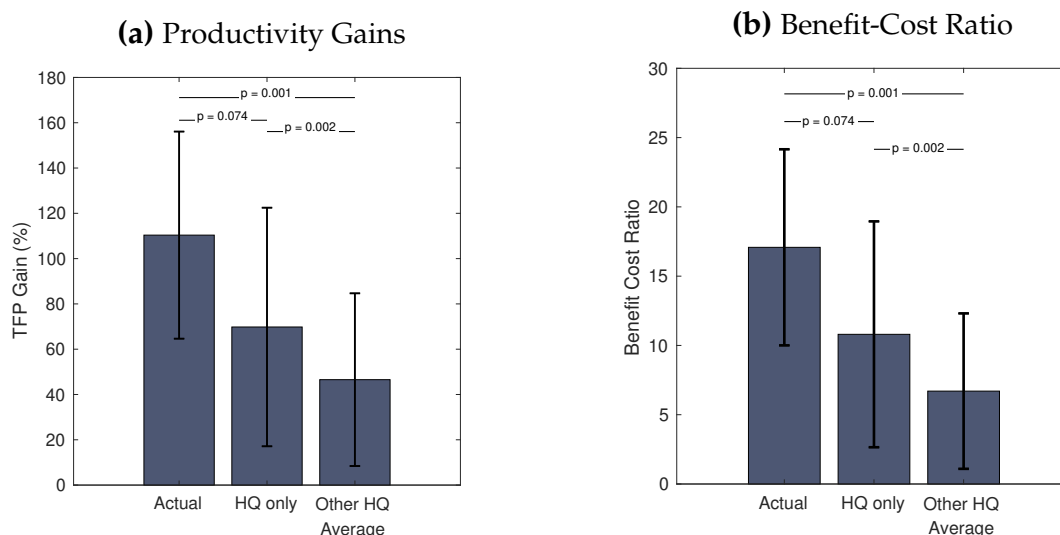 (a) Productivity Gains
180
160
140
120
100
80
60
40
20
0
TFP Gain (%)
p = 0.001
p = 0.074
p = 0.002
Actual
HQ only
Other HQ
Average
(b) Benefit-Cost Ratio
30
25
20
15
10
5
0
Benefit Cost Ratio
p = 0.001
p = 0.074
p = 0.002
Actual
HQ only
Other HQ
Average